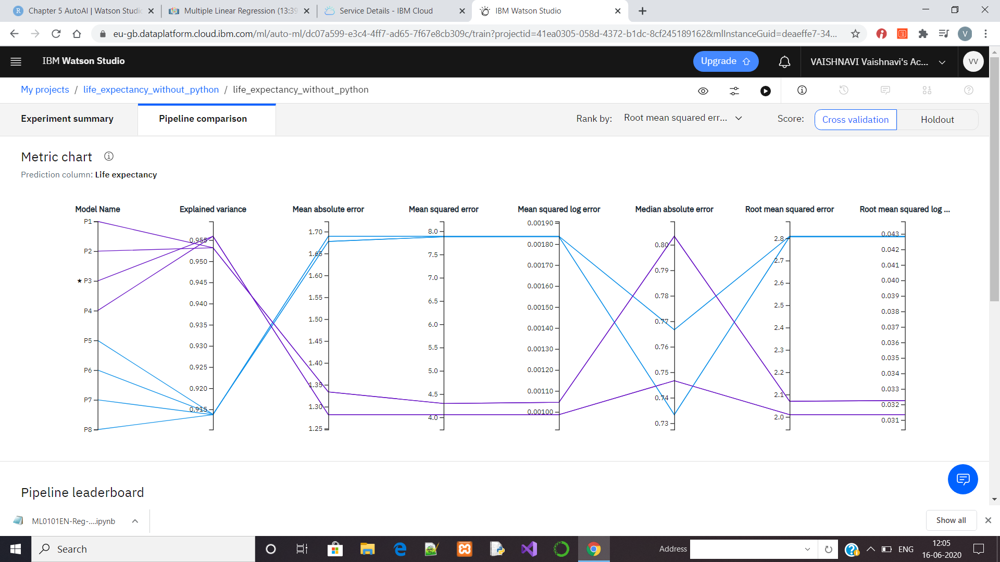 Chapter 5 AutoAI | Watson Studio
Multiple Linear Regression (13:39
Service Details - IBM Cloud
IBM Watson Studio
eu-gb.dataplatform.cloud.ibm.com/ml/auto-ml/dc07a599-e3c4-4ff7-ad65-7f67e8cb309c/train?projectid=41ea0305-058d-4372-b1dc-8cf245189162&mlInstanceGuid=deaeffe7-34...
V
IBM Watson Studio
Upgrade
VAISHNAVI Vaishnavi's Ac...
VV
My projects / life_expectancy_without_python / life_expectancy_without_python
Experiment summary
Pipeline comparison
Rank by: Root mean squared err...
Score: Cross validation Holdout
Metric chart
Prediction column: Life expectancy
Model Name
P1
P2
★ P3
P4
P5
P6
P7
P8
Explained variance
0.955
0.950
0.945
0.940
0.935
0.930
0.925
0.920
0.915
Mean absolute error
1.70
1.65
1.60
1.55
1.50
1.45
1.40
1.35
1.30
1.25
Mean squared error
8.0
7.5
7.0
6.5
6.0
5.5
5.0
4.5
4.0
Mean squared log error
0.00190
0.00180
0.00170
0.00160
0.00150
0.00140
0.00130
0.00120
0.00110
0.00100
Median absolute error
0.80
0.79
0.78
0.77
0.76
0.75
0.74
0.73
Root mean squared error
2.8
2.7
2.6
2.5
2.4
2.3
2.2
2.1
2.0
Root mean squared log ...
0.043
0.042
0.041
0.040
0.039
0.038
0.037
0.036
0.035
0.034
0.033
0.032
0.031
Pipeline leaderboard
ML0101EN-Reg-....ipynb
Show all
Search
Address
ENG
12:05
16-06-2020